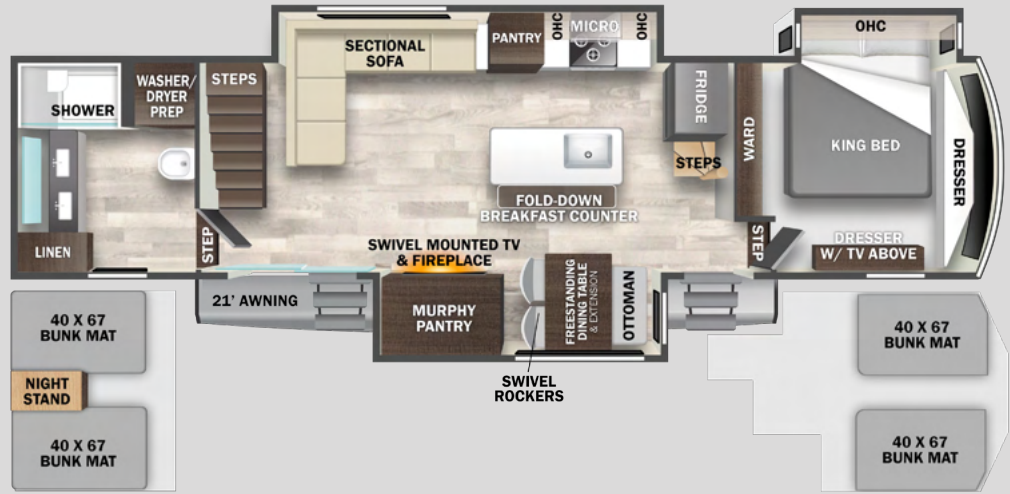 SECTIONAL
SOFA
PANTRY
OHC
MICRO
OHC
OHC
SHOWER
WASHER/
DRYER
PREP
STEPS
FRIDGE
STEPS
WARD
KING BED
DRESSER
FOLD-DOWN
BREAKFAST COUNTER
LINEN
STEP
SWIVEL MOUNTED TV
& FIREPLACE
STEP
DRESSER
W/ TV ABOVE
21' AWNING
MURPHY
PANTRY
FREESTANDING
DINING TABLE
& EXTENSION
OTTOMAN
SWIVEL
ROCKERS
40 X 67
BUNK MAT
NIGHT
STAND
40 X 67
BUNK MAT
40 X 67
BUNK MAT
40 X 67
BUNK MAT